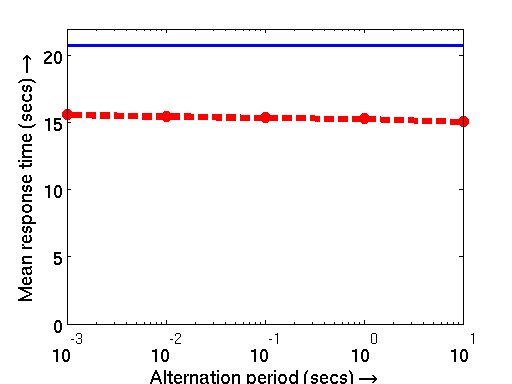 Mean response time (secs) →
20
15
10
5
0
10^-3 10^-2 10^-1 10^0 10^1
Alternation period (secs) →